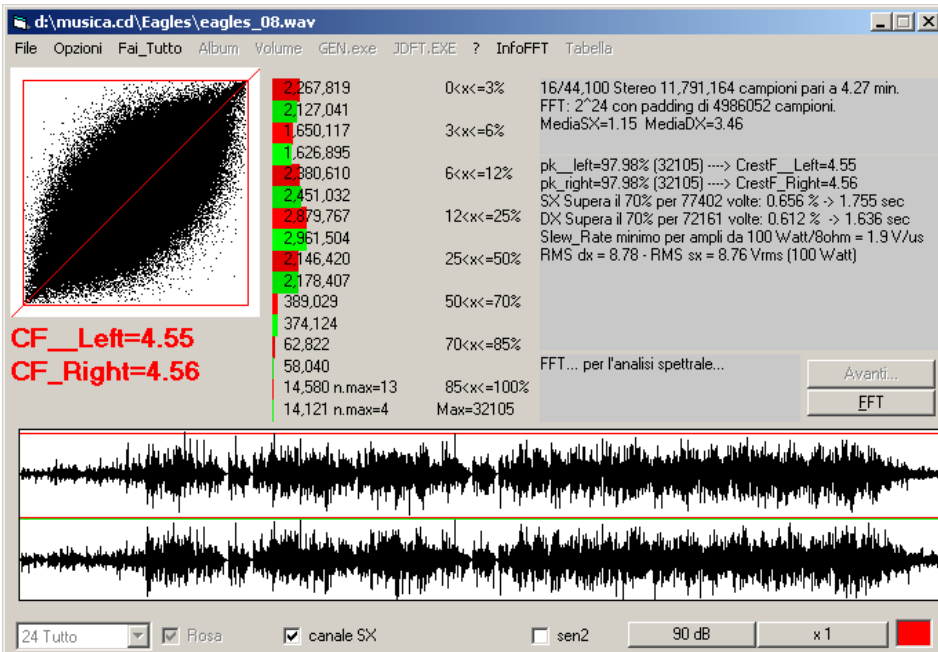 d:\musica.cd\Eagles\eagles_08.wav
File Opzioni Fai_Tutto Album Volume GEN.exe JDFT.EXE ? InfoFFT Tabella
2,267,819 0<x<=3%
2,127,041
1,650,117 3<x<=6%
1,626,895
2,380,610 6<x<=12%
2,451,032
2,879,767 12<x<=25%
2,961,504
2,146,420 25<x<=50%
2,178,407
389,029 50<x<=70%
374,124
62,822 70<x<=85%
58,040
14,580 n.max=13 85<x<=100%
14,121 n.max=4 Max=32105
16/44,100 Stereo 11,791,164 campioni pari a 4.27 min.
FFT: 2^24 con padding di 4986052 campioni.
MediaSX=1.15 MediaDX=3.46
pk__left=97.98% (32105) ----> CrestF__Left=4.55
pk_right=97.98% (32105) ----> CrestF_Right=4.56
SX Supera il 70% per 77402 volte: 0.656 % -> 1.755 sec
DX Supera il 70% per 72161 volte: 0.612 % -> 1.636 sec
Slew_Rate minimo per ampli da 100 Watt/8ohm = 1.9 V/us
RMS dx = 8.78 - RMS sx = 8.76 Vrms (100 Watt)
CF__Left=4.55
CF_Right=4.56
FFT... per l'analisi spettrale...
Avanti...
FFT
24 Tutto Rosa canale SX sen2 90 dB x 1